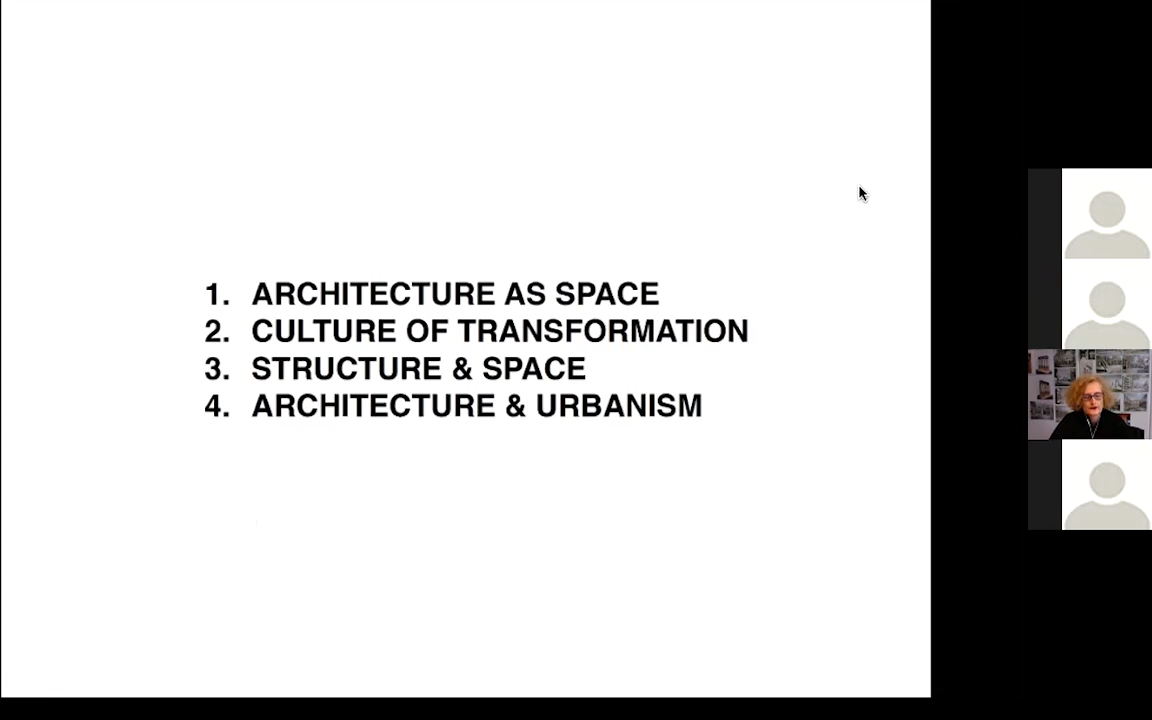 1. ARCHITECTURE AS SPACE
2. CULTURE OF TRANSFORMATION
3. STRUCTURE & SPACE
4. ARCHITECTURE & URBANISM